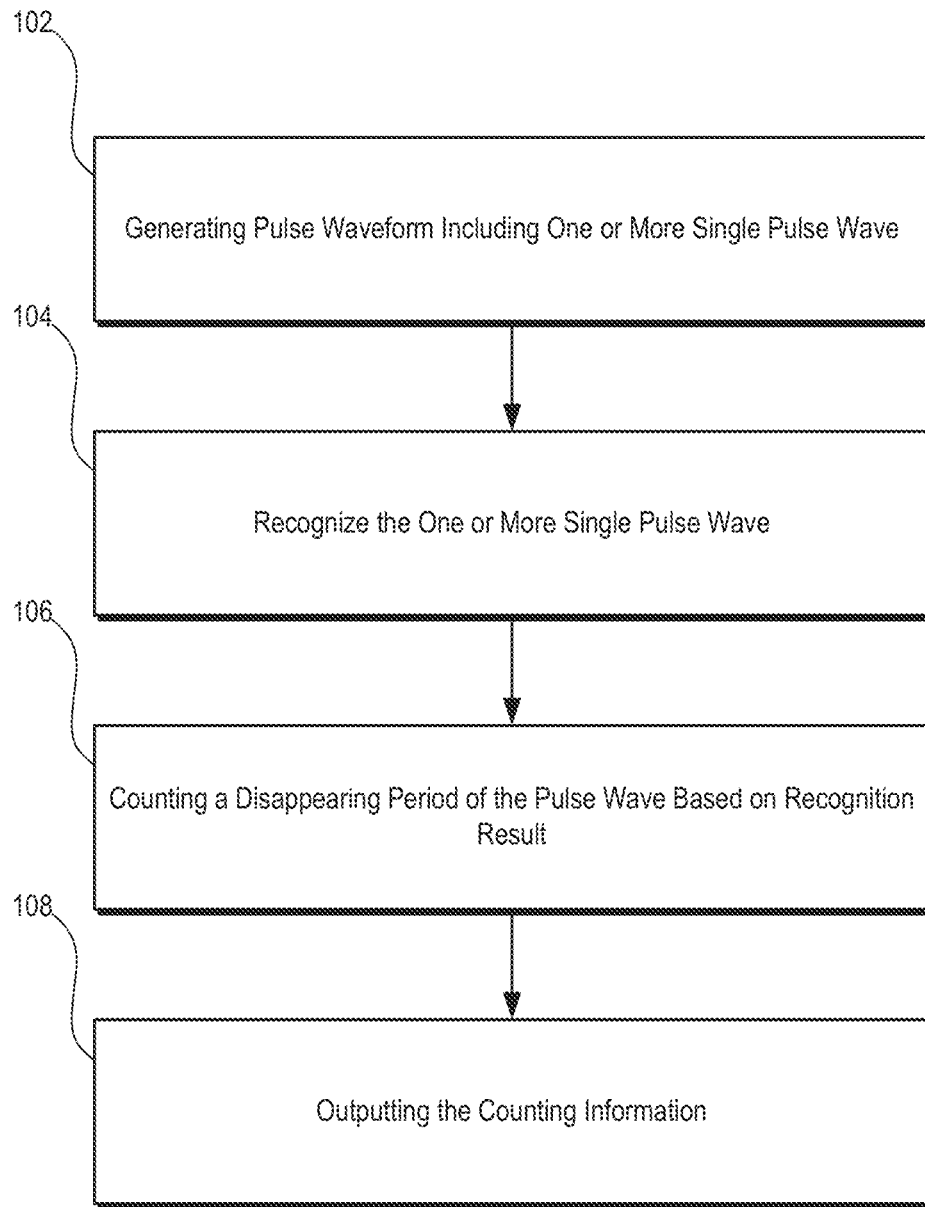 102
Generating Pulse Waveform Including One or More Single Pulse Wave
104
Recognize the One or More Single Pulse Wave
106
Counting a Disappearing Period of the Pulse Wave Based on Recognition
Result
108
Outputting the Counting Information